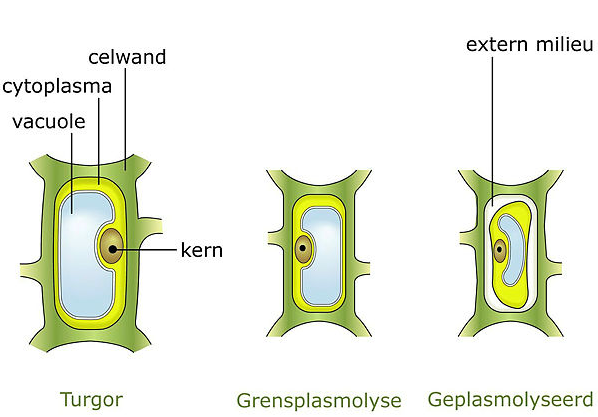 extern milieu
celwand
cytoplasma
vacuole
kern
Turgor
Grensplasmolyse
Geplasmolyseerd